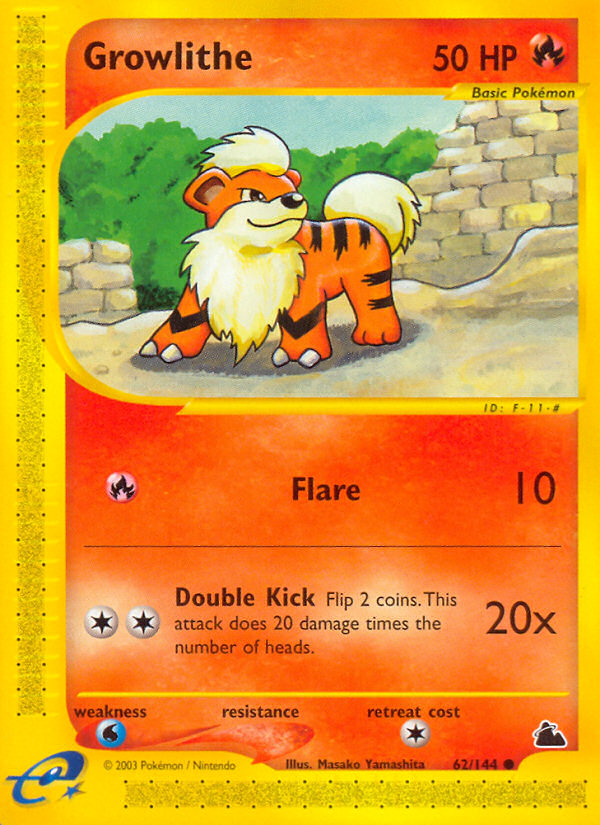 Growlithe 50 HP
Basic Pokémon
ID: F-11-#
Flare 10
Double Kick Flip 2 coins. This
attack does 20 damage times the
number of heads.
20x
weakness resistance retreat cost
© 2003 Pokémon / Nintendo Illus. Masako Yamashita 62/144
e